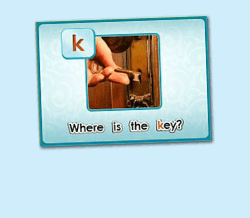 k
Where is the key?